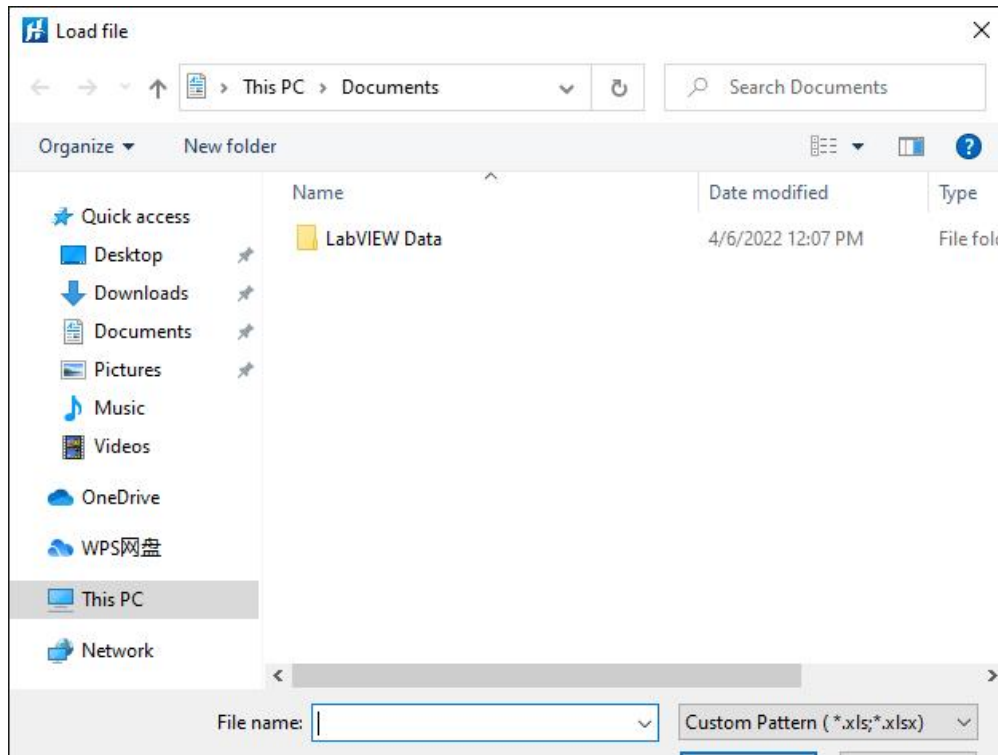 Load file
This PC > Documents
Search Documents
Organize
New folder
Name
Date modified
Type
Quick access
LabVIEW Data
4/6/2022 12:07 PM
File fol
Desktop
Downloads
Documents
Pictures
Music
Videos
OneDrive
WPS网盘
This PC
Network
File name:
Custom Pattern ( *.xls;*.xlsx)